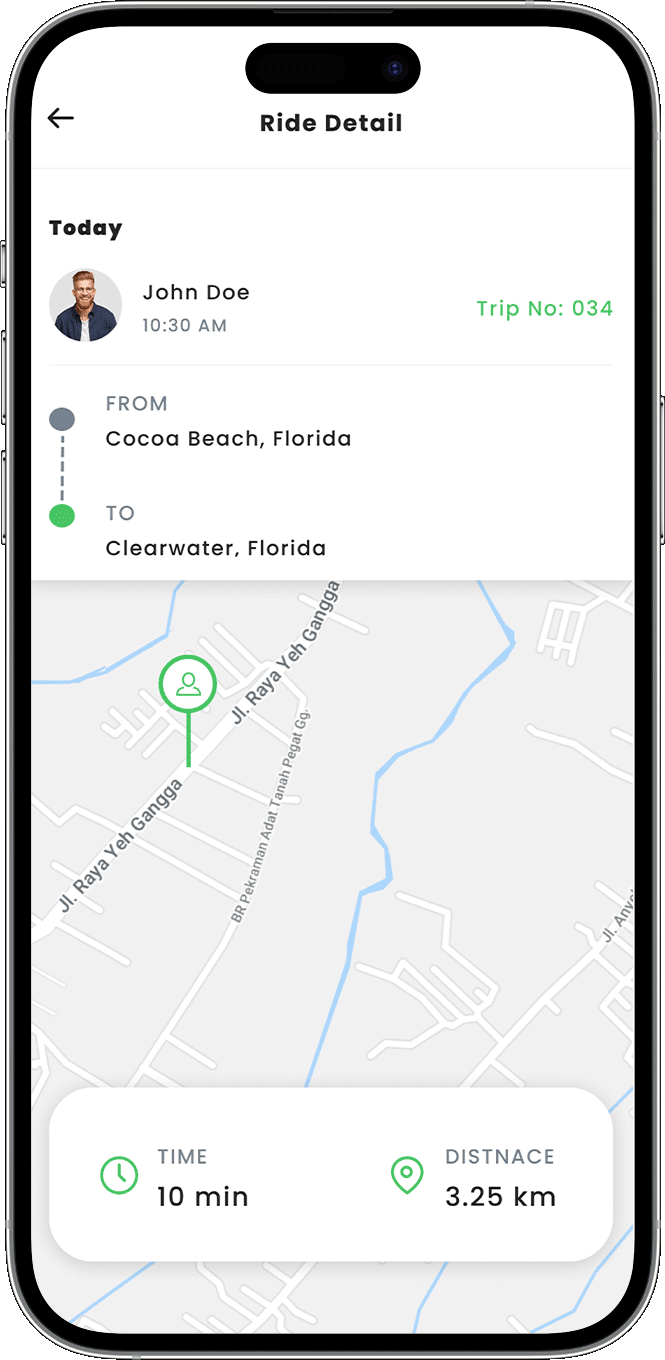 Ride Detail
Today
John Doe
10:30 AM
Trip No: 034
FROM
Cocoa Beach, Florida
TO
Clearwater, Florida
Jl. Raya Yeh Gangga
Jl. Raya Yeh Gangga
BR Pekraman Adat Tanah Pegat Gg.
Jl.
TIME
10 min
DISTNACE
3.25 km